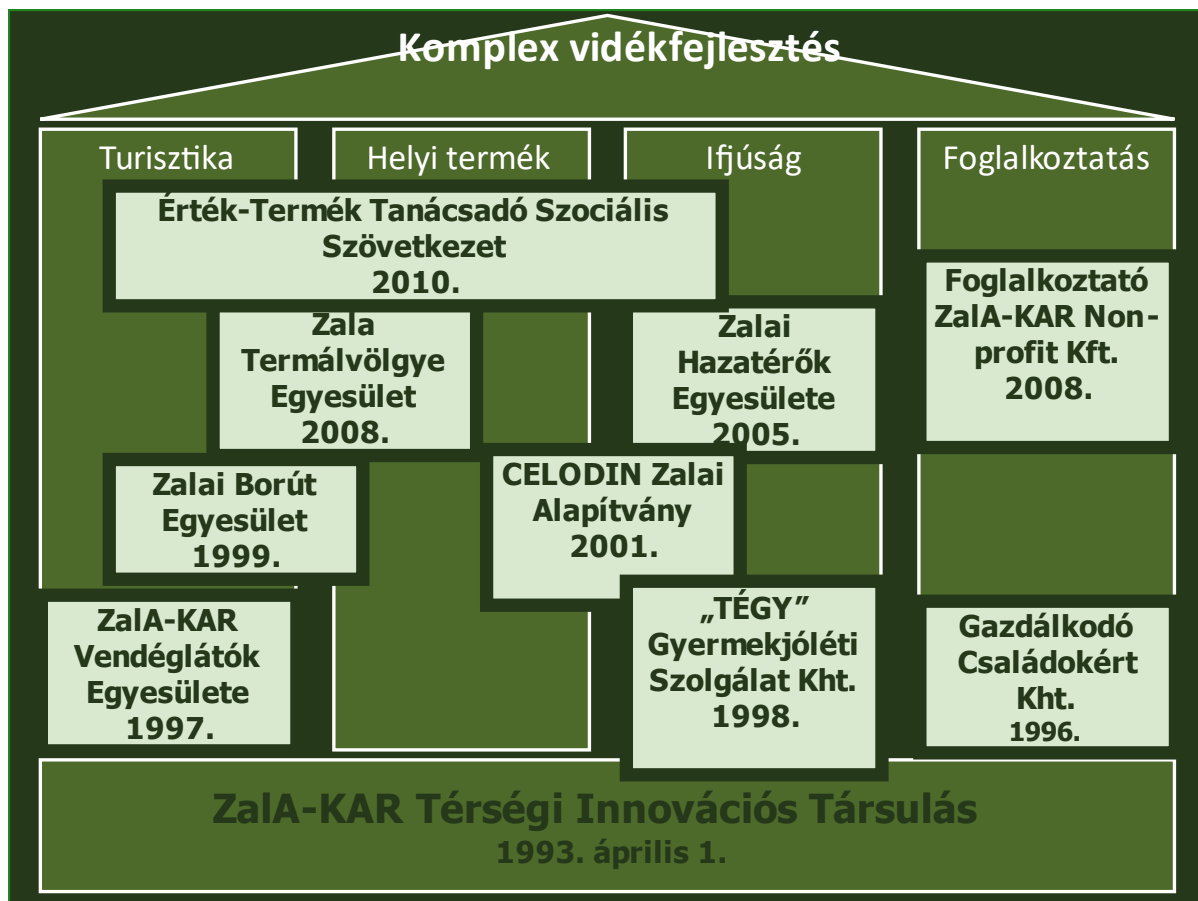 Komplex vidékfejlesztés
Turisztika
Helyi termék
Ifjúság
Foglalkoztatás
Érték-Termék Tanácsadó Szociális
Szövetkezet
2010.
Foglalkoztató
ZalA-KAR Non-
profit Kft.
2008.
Zala
Termálvölgye
Egyesület
2008.
Zalai
Hazatérők
Egyesülete
2005.
Zalai Borút
Egyesület
1999.
CELODIN Zalai
Alapítvány
2001.
ZalA-KAR
Vendéglátók
Egyesülete
1997.
„TÉGY”
Gyermekjóléti
Szolgálat Kht.
1998.
Gazdálkodó
Családokért
Kht.
1996.
ZalA-KAR Térségi Innovációs Társulás
1993. április 1.